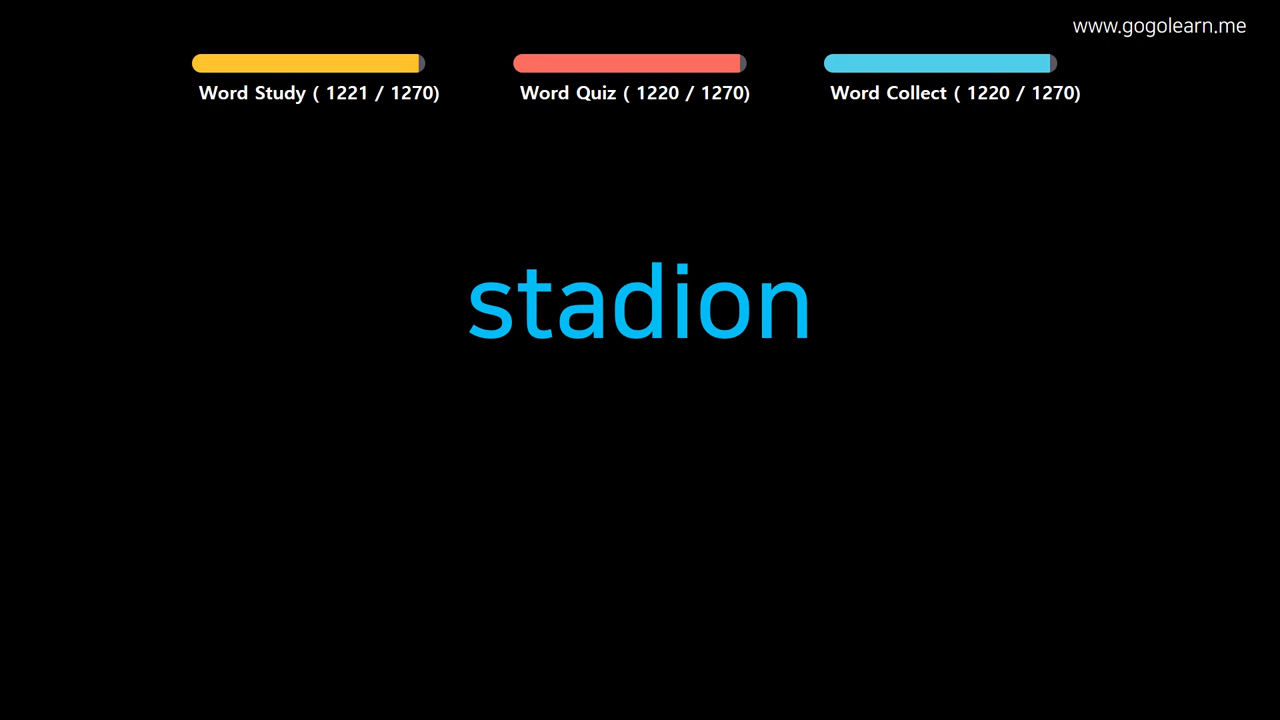 www.gogolearn.me
Word Study ( 1221 / 1270)
Word Quiz ( 1220 / 1270)
Word Collect ( 1220 / 1270)
stadion